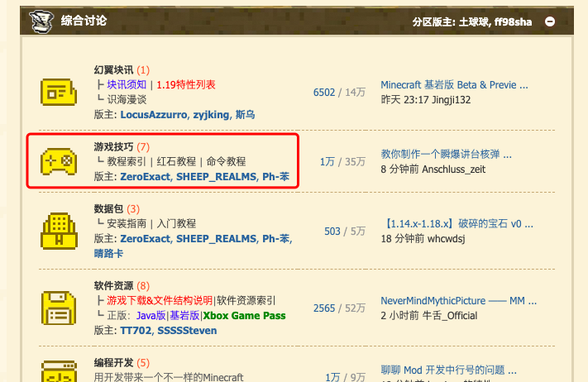 综合讨论
分区版主: 土球球, ff98sha
幻翼块讯 (1)
┝ 块讯须知 | 1.19特性列表
┕ 识海漫谈
版主: LocusAzzurro, zyjking, 斯乌
6502 / 14万
Minecraft 基岩版 Beta & Previe ...
昨天 23:17 Jingji132
游戏技巧 (7)
┕ 教程索引 | 红石教程 | 命令教程
版主: ZeroExact, SHEEP_REALMS, Ph-苯
1万 / 35万
教你制作一个瞬爆讲台核弹 ...
8 分钟前 Anschluss_zeit
数据包 (3)
┕ 安装指南 | 入门教程
版主: ZeroExact, SHEEP_REALMS, Ph-苯,
晴路卡
503 / 5万
【1.14.x-1.18.x】破碎的宝石 v0 ...
18 分钟前 whcwdsj
软件资源 (8)
┝ 游戏下载&文件结构说明|软件资源索引
┕ 正版：Java版|基岩版|Xbox Game Pass
版主: TT702, SSSSSteven
2565 / 52万
NeverMindMythicPicture —— MM ...
2 小时前 牛舌_Official
编程开发 (5)
用开发带来一个不一样的Minecraft
1万 / 9万
聊聊 Mod 开发中行号的问题 ...